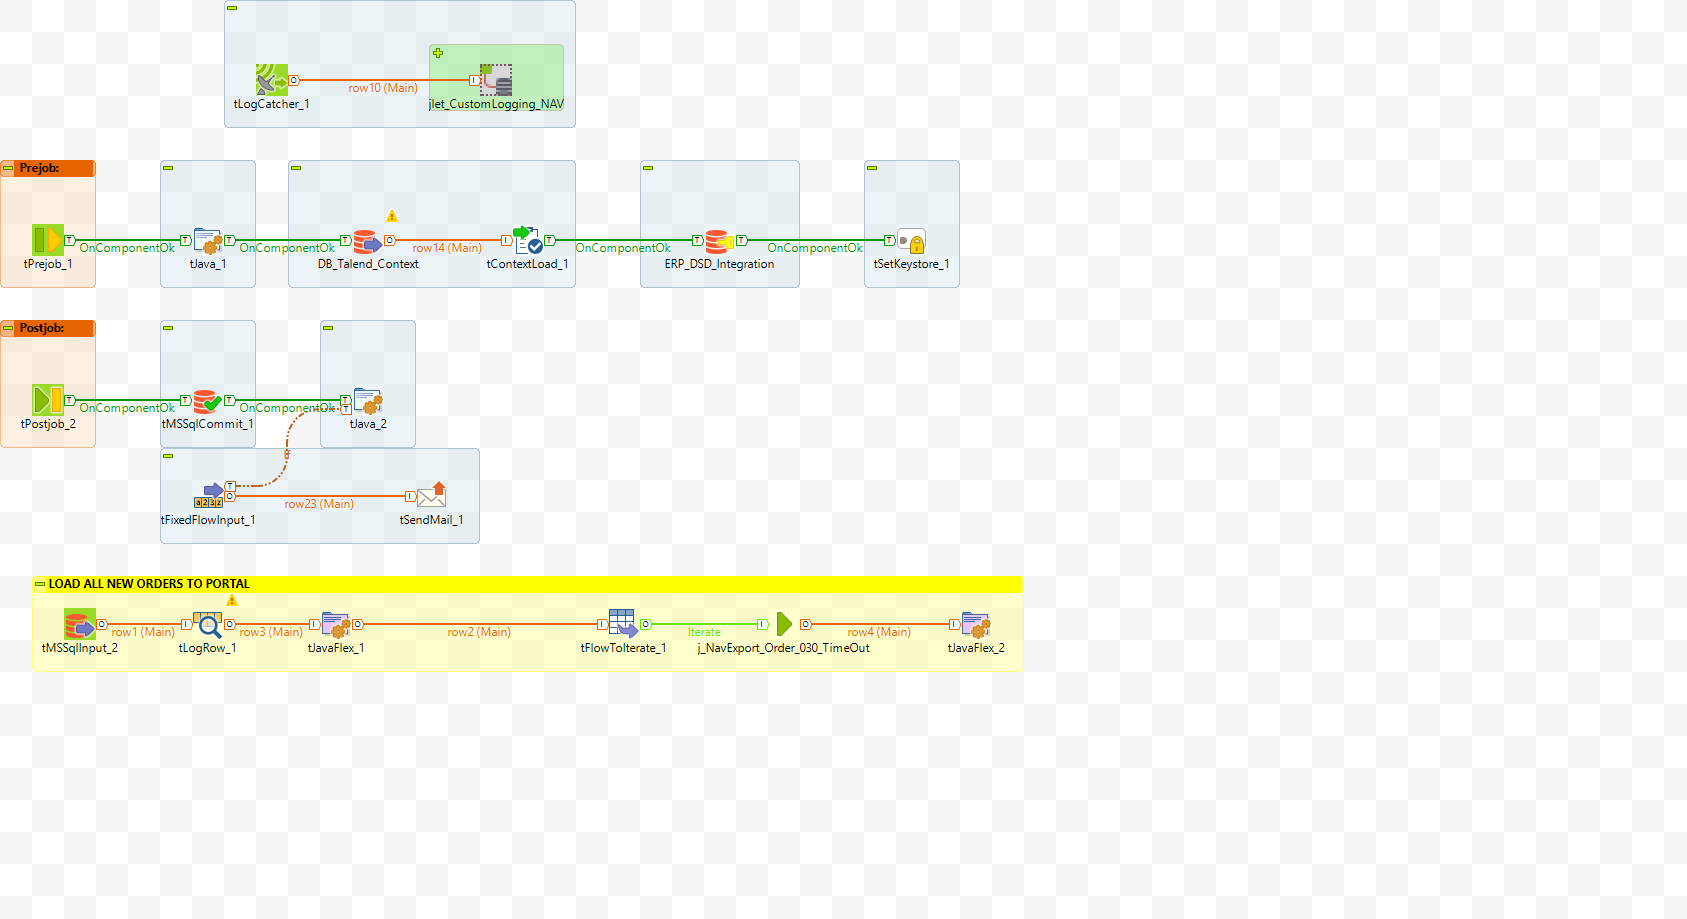 O
I
row10 (Main)
tLogCatcher_1
jlet_CustomLogging_NAV
Prejob:
T T T T O I T T T T
OnComponentOk OnComponentOk row14 (Main) OnComponentOk OnComponentOk
tPrejob_1 tJava_1 DB_Talend_Context tContextLoad_1 ERP_DSD_Integration tSetKeystore_1
Postjob:
T T T T
OnComponentOk OnComponentOk T
tPostjob_2 tMSSqlCommit_1 tJava_2
T
O I
a 2 3 z
row23 (Main)
tFixedFlowInput_1 tSendMail_1
LOAD ALL NEW ORDERS TO PORTAL
O I O I O I O I O I
row1 (Main) row3 (Main) row2 (Main) Iterate row4 (Main)
tMSSqlInput_2 tLogRow_1 tJavaFlex_1 tFlowToIterate_1 j_NavExport_Order_030_TimeOut tJavaFlex_2